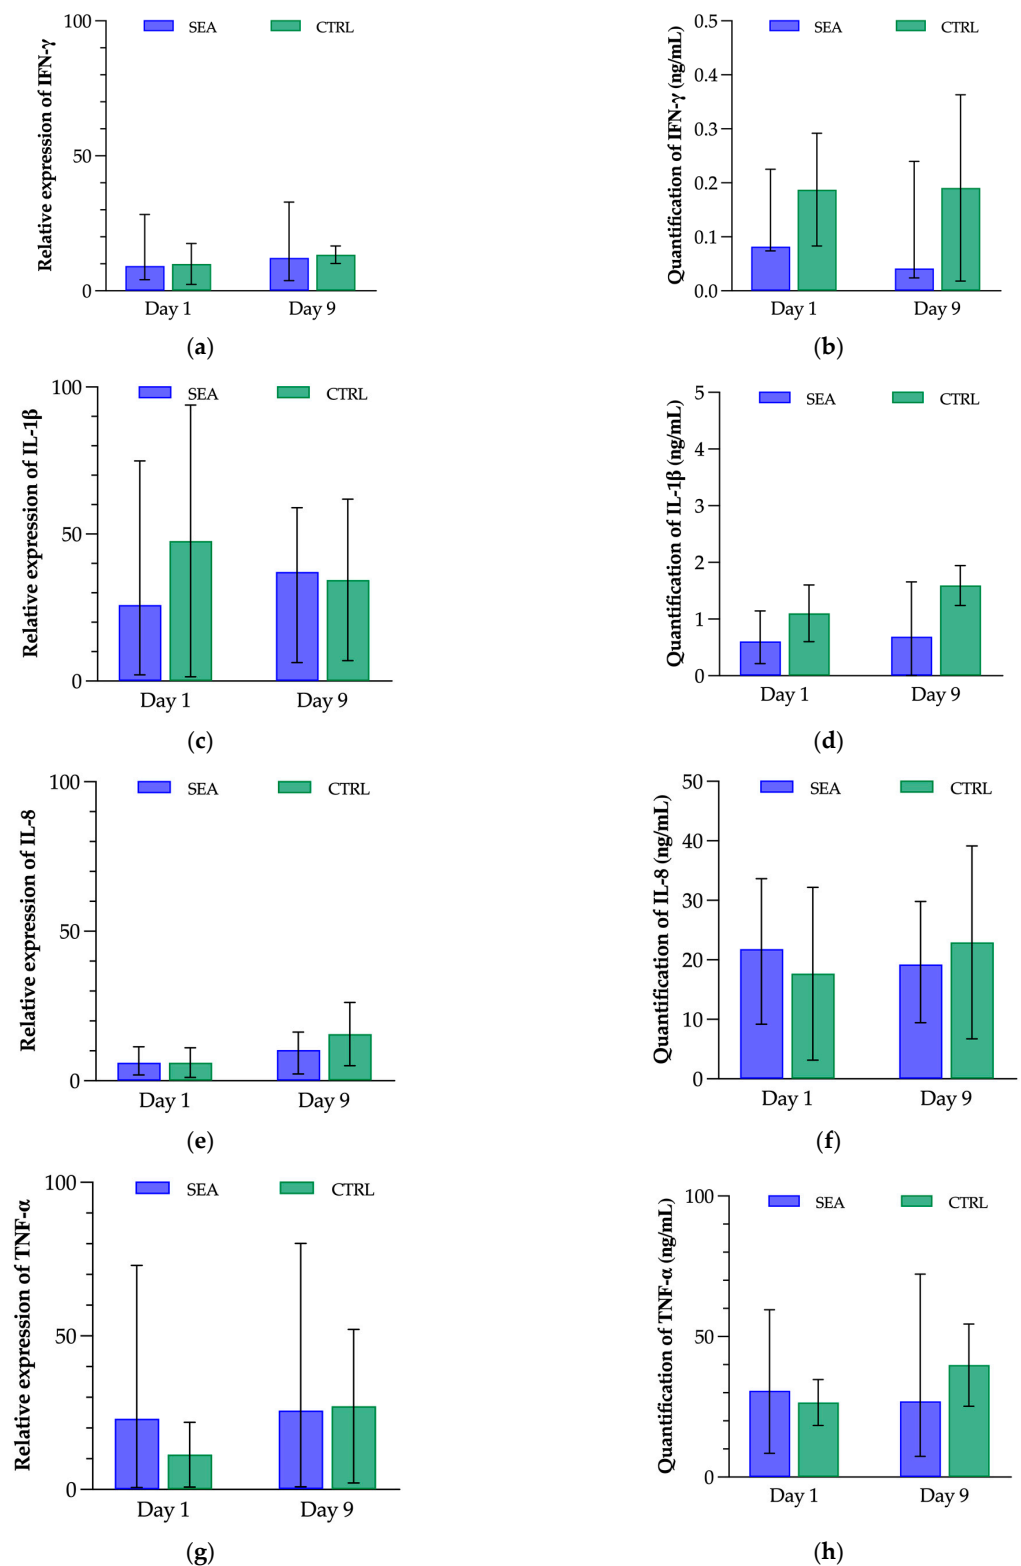 Relative expression of IFN-γ
SEA
CTRL
100
50
0
Day 1
Day 9
(a)
Quantification of IFN-γ (ng/mL)
SEA
CTRL
0.5
0.4
0.3
0.2
0.1
0.0
Day 1
Day 9
(b)
Relative expression of IL-1β
SEA
CTRL
100
50
0
Day 1
Day 9
(c)
Quantification of IL-1β (ng/mL)
SEA
CTRL
5
4
3
2
1
0
Day 1
Day 9
(d)
Relative expression of IL-8
SEA
CTRL
100
50
0
Day 1
Day 9
(e)
Quantification of IL-8 (ng/mL)
SEA
CTRL
50
40
30
20
10
0
Day 1
Day 9
(f)
Relative expression of TNF-α
SEA
CTRL
100
50
0
Day 1
Day 9
(g)
Quantification of TNF-α (ng/mL)
SEA
CTRL
100
50
0
Day 1
Day 9
(h)